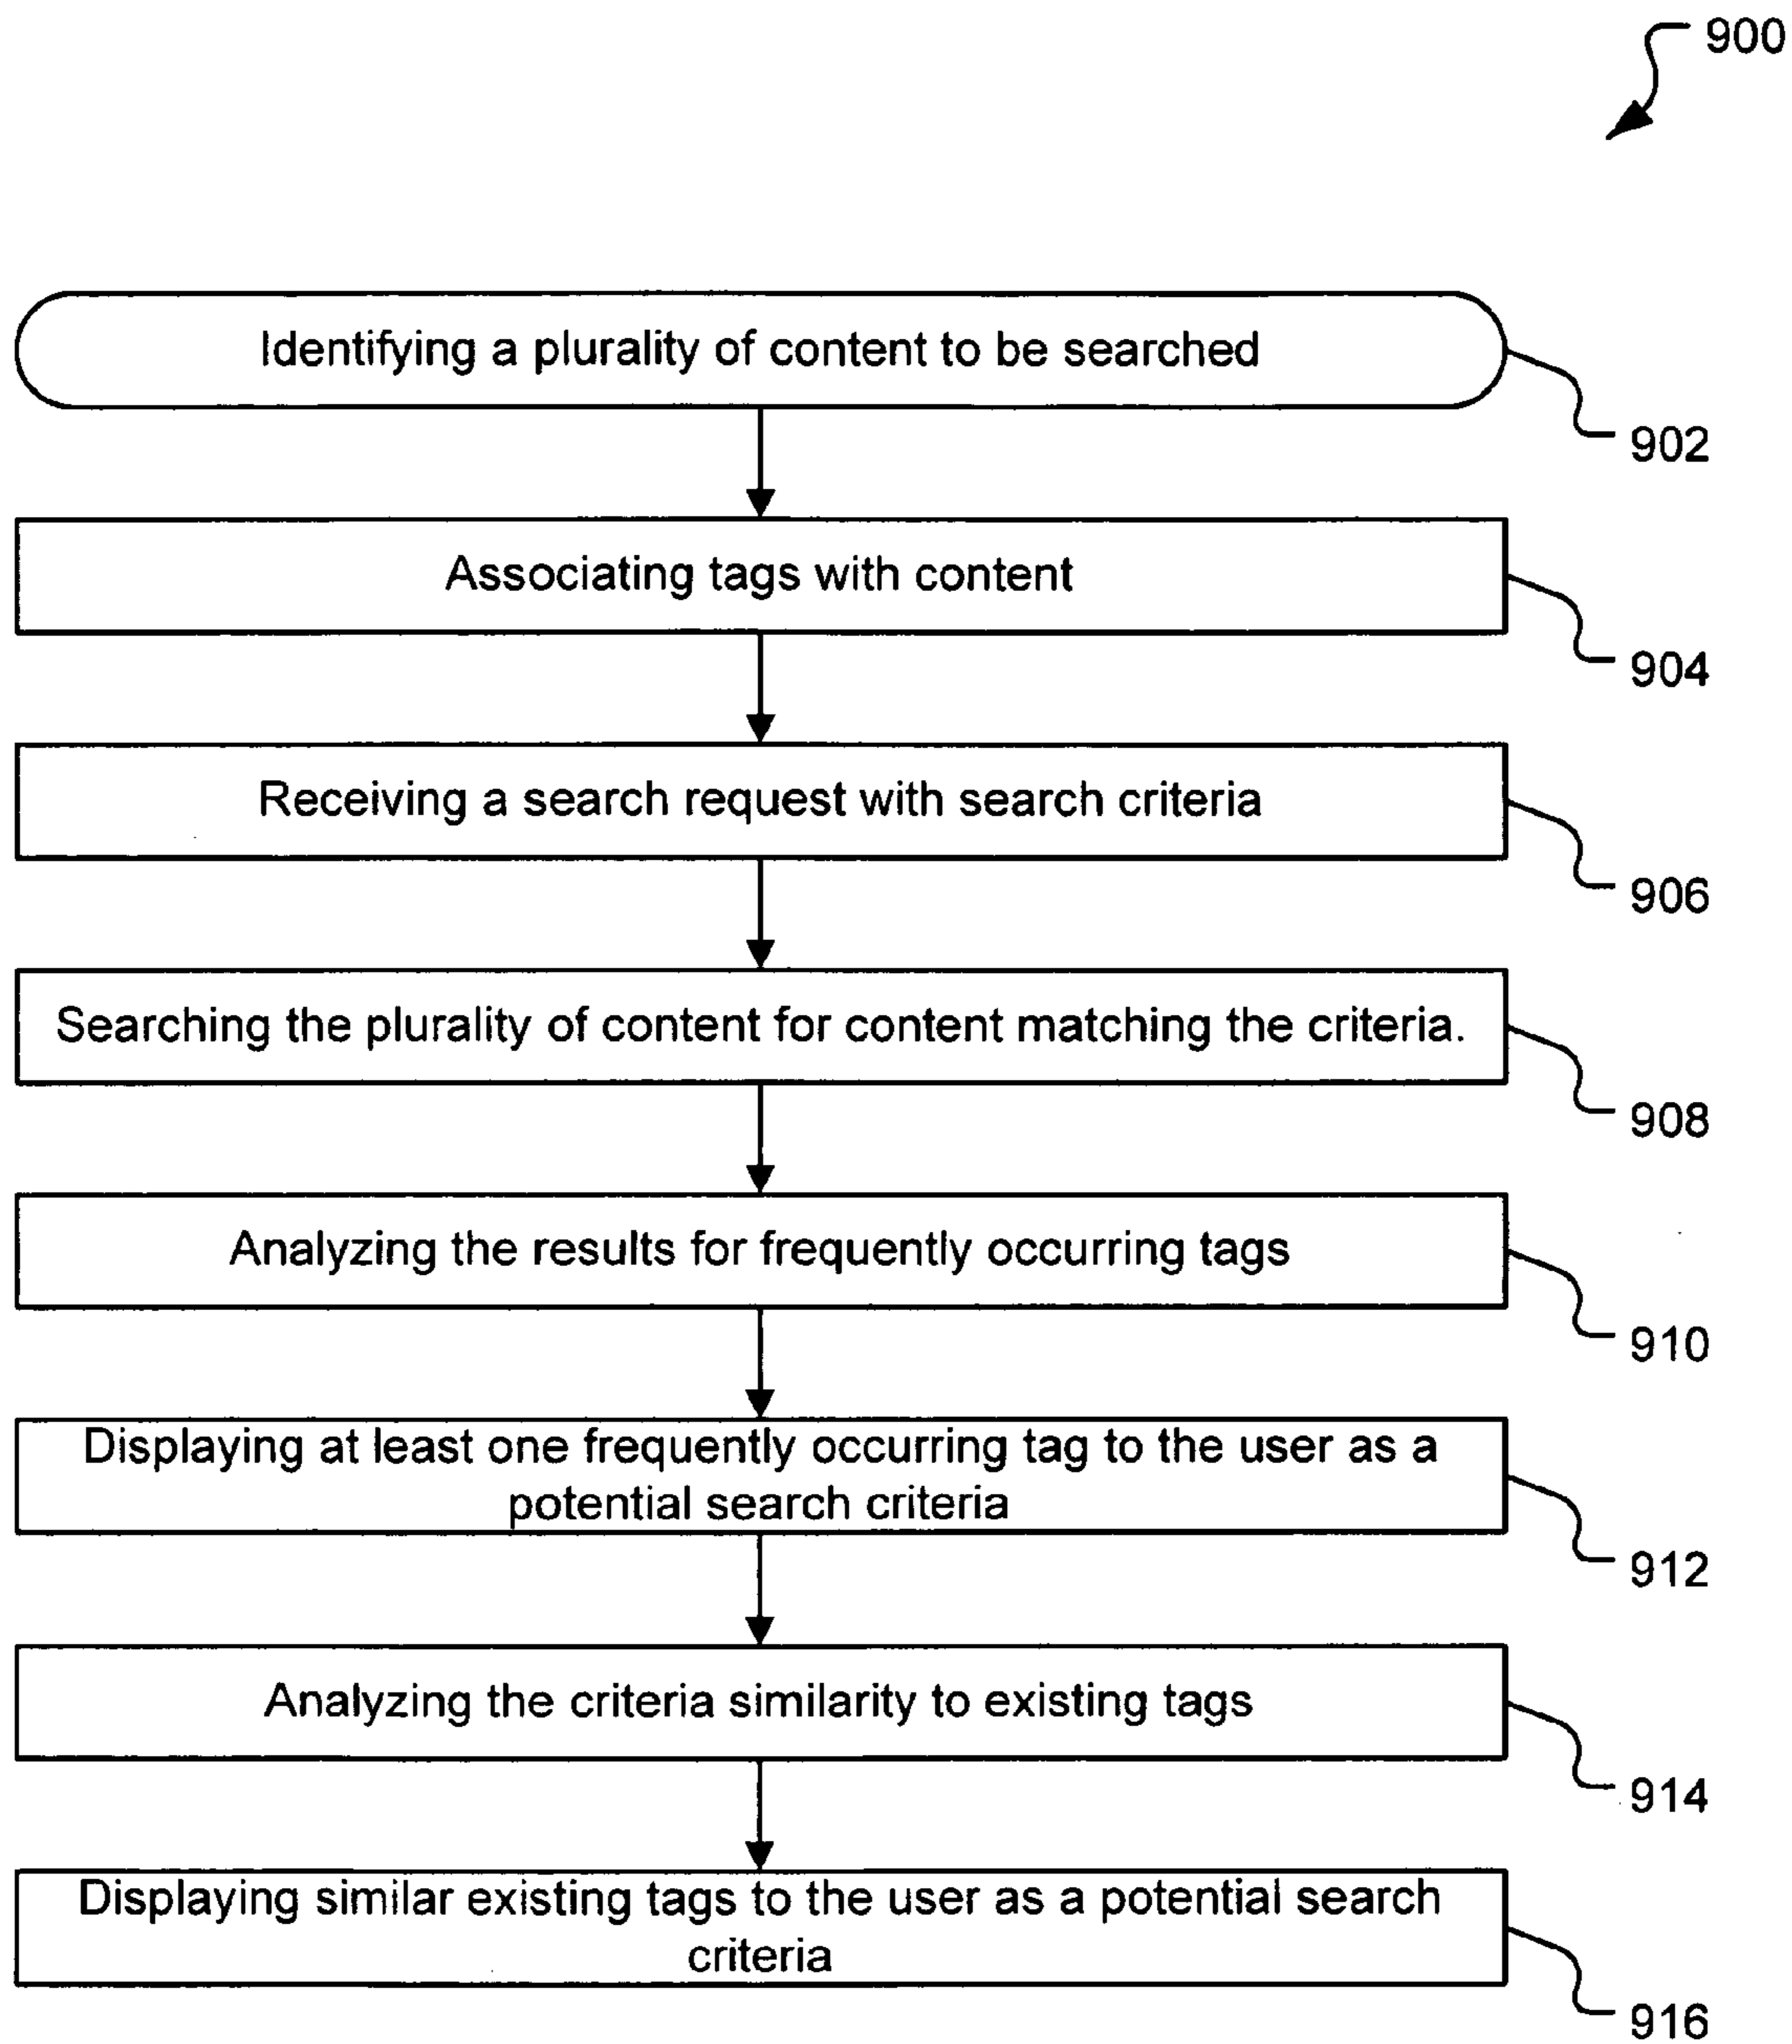 900
Identifying a plurality of content to be searched
902
Associating tags with content
904
Receiving a search request with search criteria
906
Searching the plurality of content for content matching the criteria.
908
Analyzing the results for frequently occurring tags
910
Displaying at least one frequently occurring tag to the user as a
potential search criteria
912
Analyzing the criteria similarity to existing tags
914
Displaying similar existing tags to the user as a potential search
criteria
916